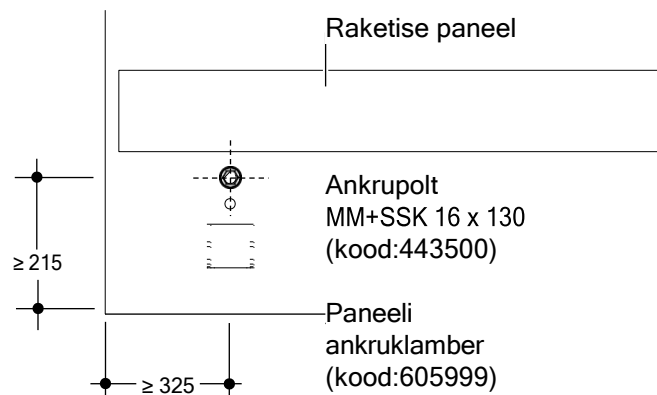 Raketise paneel
Ankrupolt
MM+SSK 16 x 130
(kood:443500)
≥ 215
Paneeli
ankruklamber
(kood:605999)
≥ 325